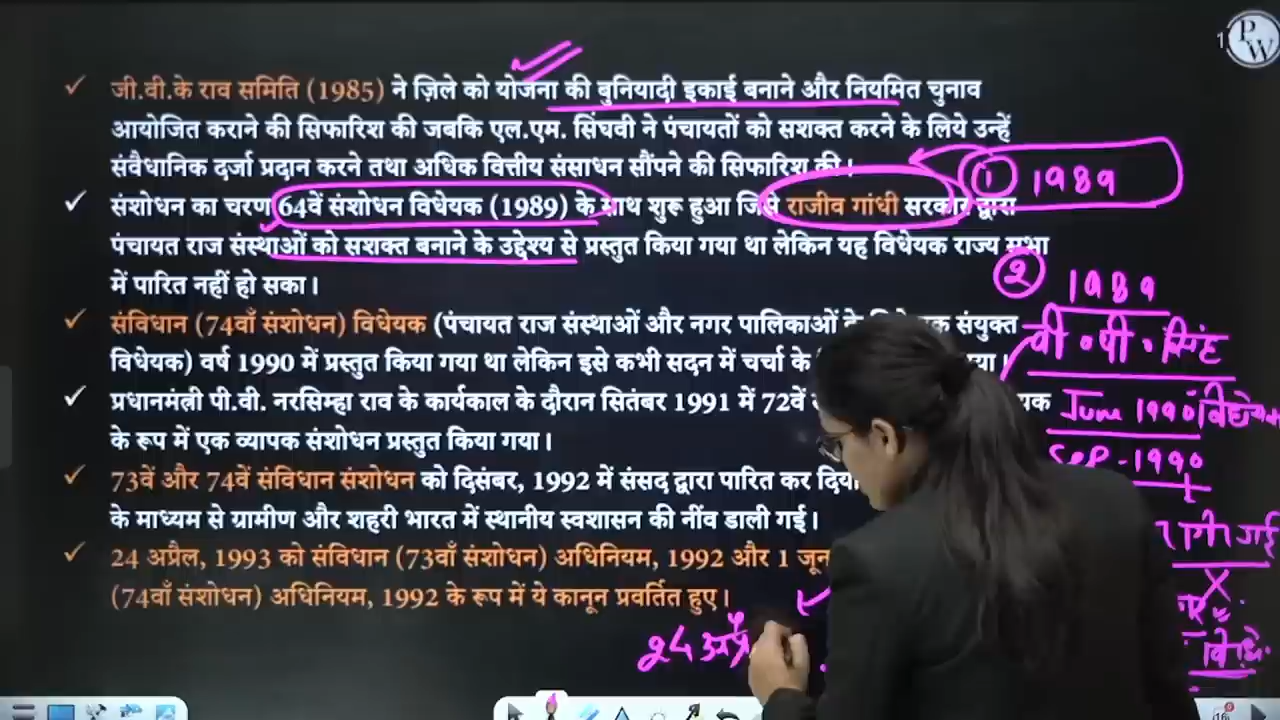 PW
1
✓ जी.वी.के राव समिति (1985) ने ज़िले को योजना की बुनियादी इकाई बनाने और नियमित चुनाव
आयोजित कराने की सिफारिश की जबकि एल.एम. सिंघवी ने पंचायतों को सशक्त करने के लिये उन्हें
संवैधानिक दर्जा प्रदान करने तथा अधिक वित्तीय संसाधन सौंपने की सिफारिश की।
① 1989
✓ संशोधन का चरण 64वें संशोधन विधेयक (1989) के साथ शुरू हुआ जिसे राजीव गांधी सरकार द्वारा
पंचायत राज संस्थाओं को सशक्त बनाने के उद्देश्य से प्रस्तुत किया गया था लेकिन यह विधेयक राज्य सभा
में पारित नहीं हो सका।
② 1989
✓ संविधान (74वाँ संशोधन) विधेयक (पंचायत राज संस्थाओं और नगर पालिकाओं के संयुक्त
वी.पी. सिंह
विधेयक) वर्ष 1990 में प्रस्तुत किया गया था लेकिन इसे कभी सदन में चर्चा के
✓ प्रधानमंत्री पी.वी. नरसिम्हा राव के कार्यकाल के दौरान सितंबर 1991 में 72वें
June 1990 विधेयक
के रूप में एक व्यापक संशोधन प्रस्तुत किया गया।
Sep-1990
✓ 73वें और 74वें संविधान संशोधन को दिसंबर, 1992 में संसद द्वारा पारित कर
के माध्यम से ग्रामीण और शहरी भारत में स्थानीय स्वशासन की नींव डाली गई।
✓ 24 अप्रैल, 1993 को संविधान (73वाँ संशोधन) अधिनियम, 1992 और 1 जून
(74वाँ संशोधन) अधिनियम, 1992 के रूप में ये कानून प्रवर्तित हुए।
24